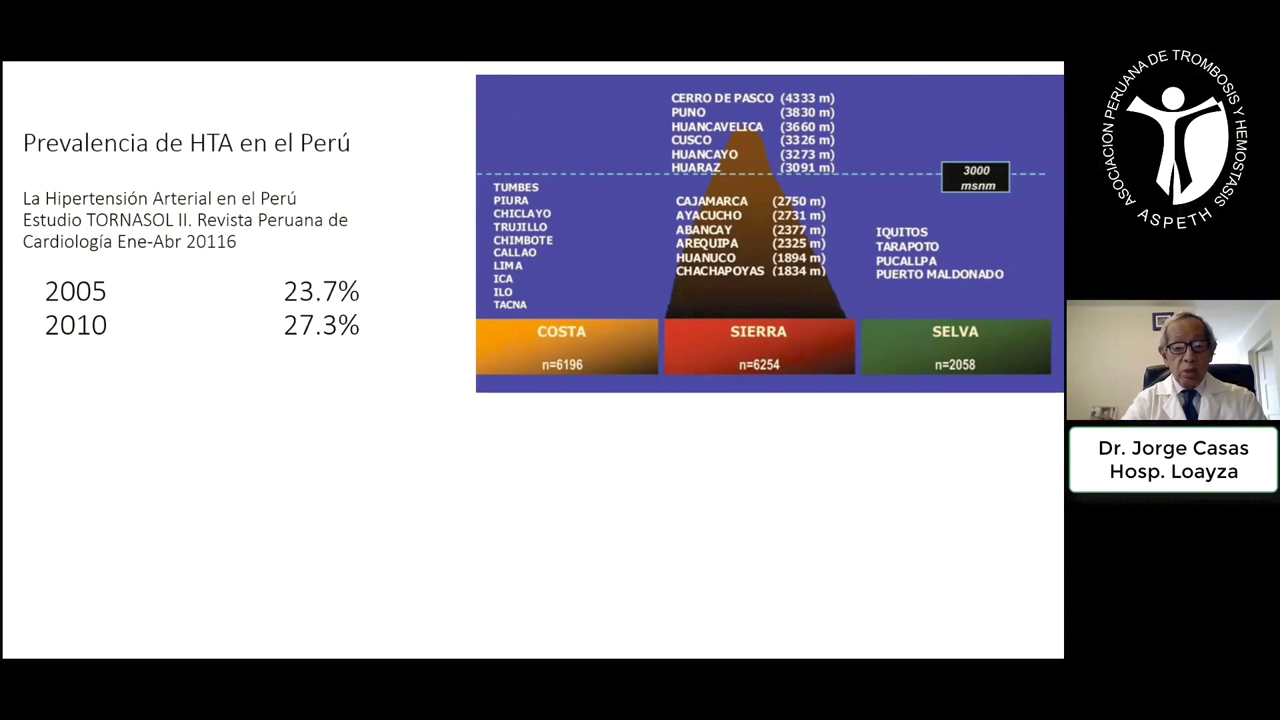 Prevalencia de HTA en el Perú
La Hipertensión Arterial en el Perú
Estudio TORNASOL II. Revista Peruana de
Cardiología Ene-Abr 20116
2005 23.7%
2010 27.3%
CERRO DE PASCO (4333 m)
PUNO (3830 m)
HUANCAVELICA (3660 m)
CUSCO (3326 m)
HUANCAYO (3273 m)
HUARAZ (3091 m)
3000
msnm
TUMBES
PIURA
CHICLAYO
TRUJILLO
CHIMBOTE
CALLAO
LIMA
ICA
ILO
TACNA
CAJAMARCA (2750 m)
AYACUCHO (2731 m)
ABANCAY (2377 m)
AREQUIPA (2325 m)
HUANUCO (1894 m)
CHACHAPOYAS (1834 m)
IQUITOS
TARAPOTO
PUCALLPA
PUERTO MALDONADO
COSTA
n=6196
SIERRA
n=6254
SELVA
n=2058
ASOCIACION PERUANA DE TROMBOSIS Y HEMOSTASIS
ASPETH
Dr. Jorge Casas
Hosp. Loayza